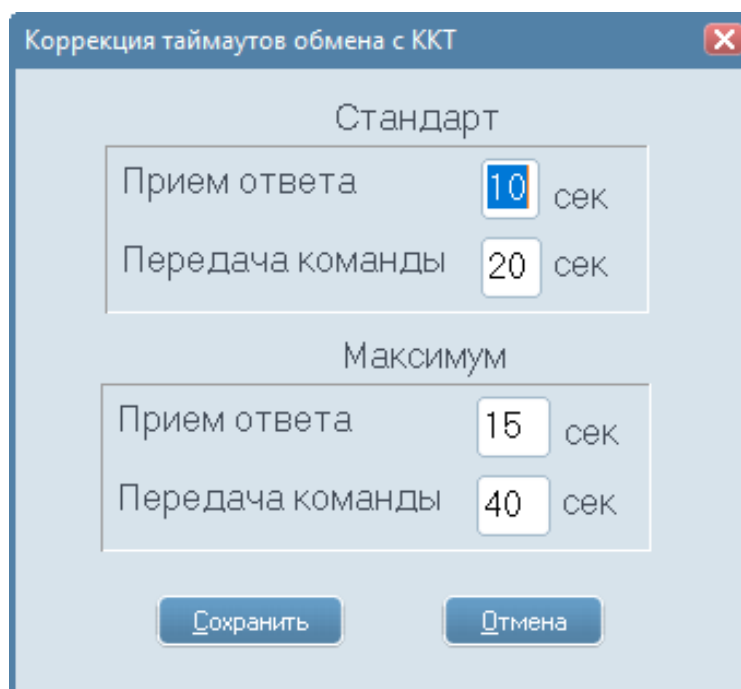 Коррекция таймаутов обмена с ККТ
Стандарт
Прием ответа 10 сек
Передача команды 20 сек
Максимум
Прием ответа 15 сек
Передача команды 40 сек
Сохранить Отмена